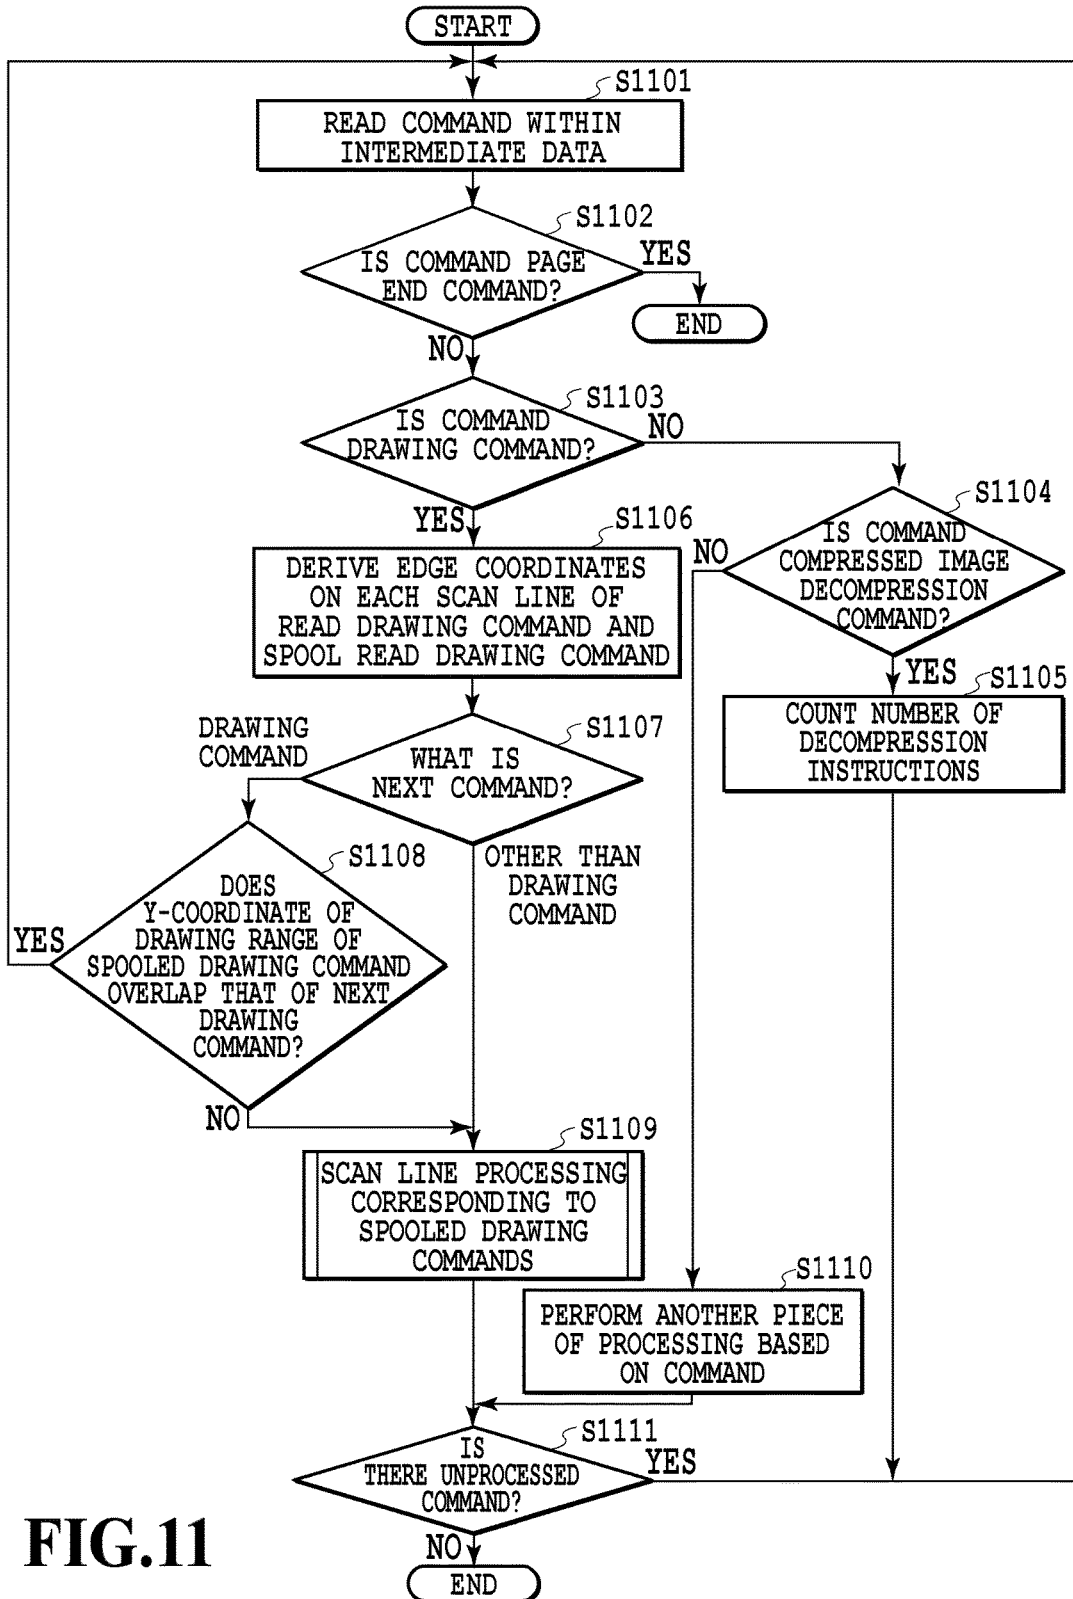 START
S1101
READ COMMAND WITHIN
INTERMEDIATE DATA
S1102
IS COMMAND PAGE
END COMMAND?
YES
END
NO
S1103
IS COMMAND
DRAWING COMMAND?
NO
YES
S1104
IS COMMAND
COMPRESSED IMAGE
DECOMPRESSION
COMMAND?
NO
YES
S1105
COUNT NUMBER OF
DECOMPRESSION
INSTRUCTIONS
S1106
DERIVE EDGE COORDINATES
ON EACH SCAN LINE OF
READ DRAWING COMMAND AND
SPOOL READ DRAWING COMMAND
S1107
WHAT IS
NEXT COMMAND?
DRAWING
COMMAND
OTHER THAN
DRAWING
COMMAND
S1108
DOES
Y-COORDINATE OF
DRAWING RANGE OF
SPOOLED DRAWING COMMAND
OVERLAP THAT OF NEXT
DRAWING
COMMAND?
YES
NO
S1109
SCAN LINE PROCESSING
CORRESPONDING TO
SPOOLED DRAWING
COMMANDS
S1110
PERFORM ANOTHER PIECE
OF PROCESSING BASED
ON COMMAND
S1111
IS
THERE UNPROCESSED
COMMAND?
YES
NO
END
FIG.11